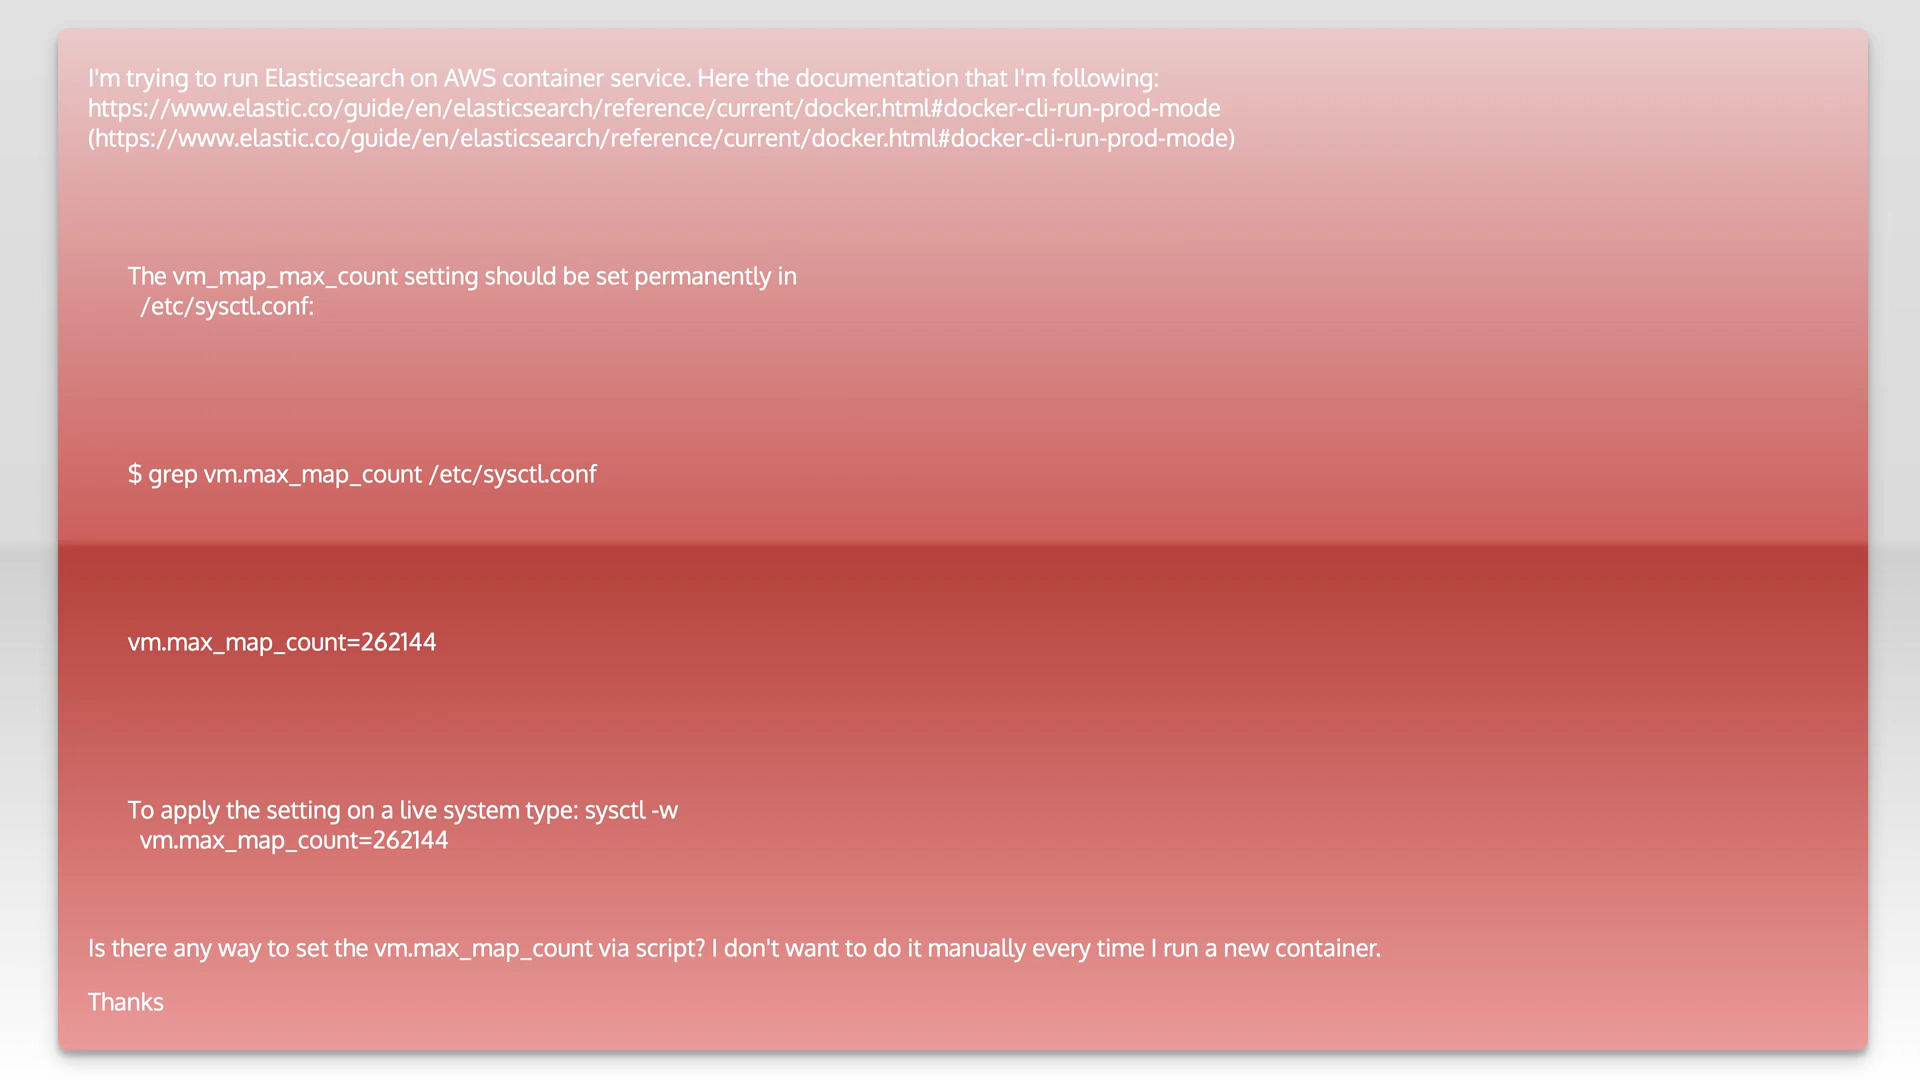 I'm trying to run Elasticsearch on AWS container service. Here the documentation that I'm following:
https://www.elastic.co/guide/en/elasticsearch/reference/current/docker.html#docker-cli-run-prod-mode
(https://www.elastic.co/guide/en/elasticsearch/reference/current/docker.html#docker-cli-run-prod-mode)
The vm_map_max_count setting should be set permanently in
/etc/sysctl.conf:
$ grep vm.max_map_count /etc/sysctl.conf
vm.max_map_count=262144
To apply the setting on a live system type: sysctl -w
vm.max_map_count=262144
Is there any way to set the vm.max_map_count via script? I don't want to do it manually every time I run a new container.
Thanks